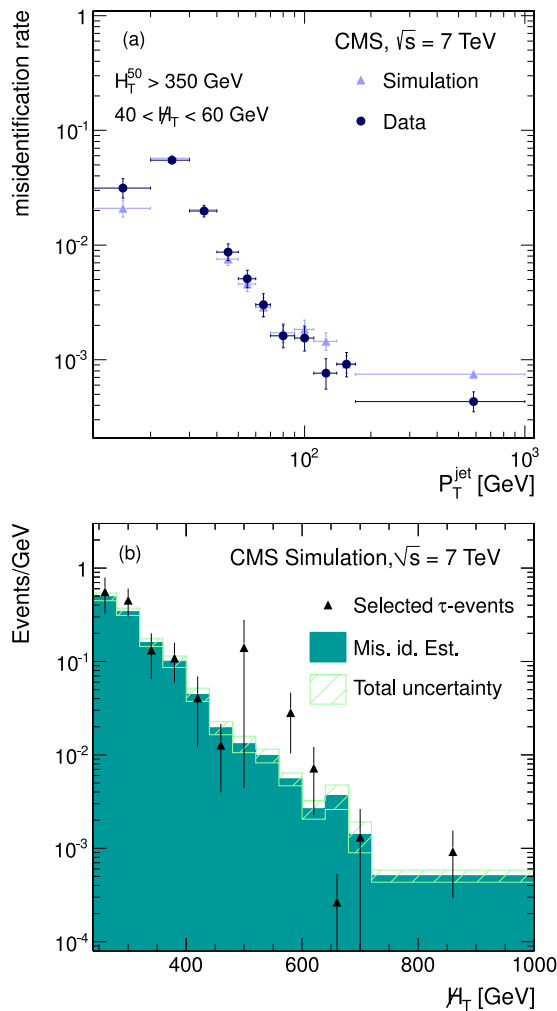 (a)
CMS, √s = 7 TeV
H_T^50 > 350 GeV
40 < H̸_T < 60 GeV
Simulation
Data
misidentification rate
10^-1
10^-2
10^-3
10^2
10^3
P_T^jet [GeV]
(b)
CMS Simulation, √s = 7 TeV
Selected τ-events
Mis. id. Est.
Total uncertainty
Events/GeV
1
10^-1
10^-2
10^-3
10^-4
400 600 800 1000
H̸_T [GeV]